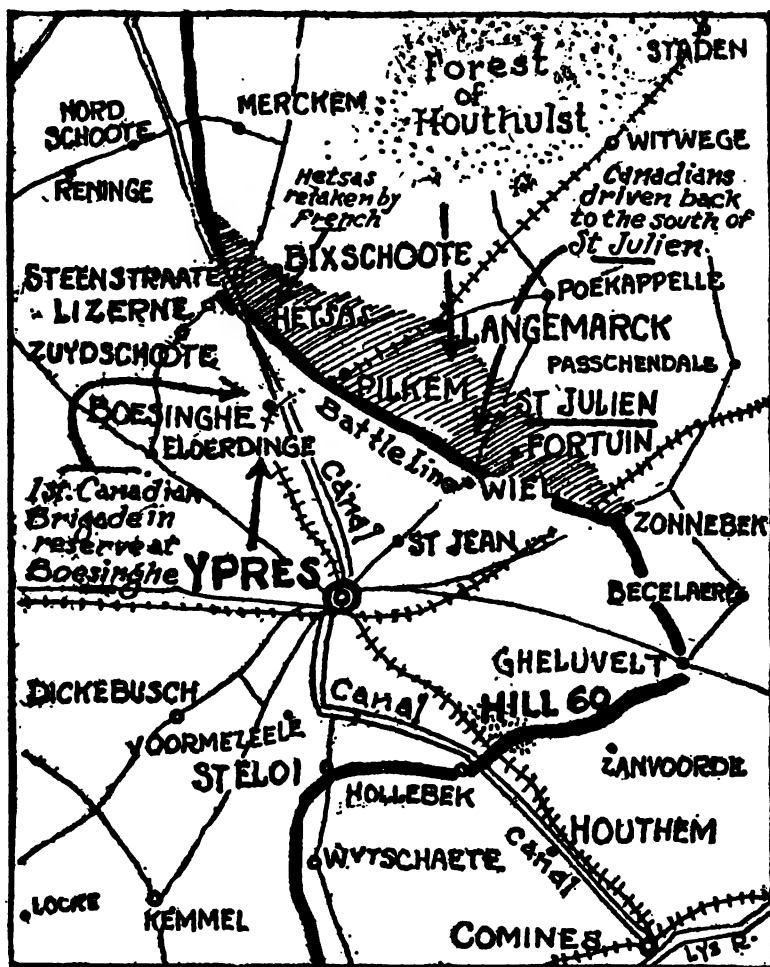 STADEN
Forest
of
Houthulst
NORD
SCHOOTE
MERCKEM
WITWEGE
RENINGE
Hetsas
retaken by
French
Canadians
driven back
to the south of
St Julien.
BIXSCHOOTE
STEENSTRAATE
POEKAPPELLE
LIZERNE
HETSAS
LANGEMARCK
ZUYDSCHOOTE
PASSCHENDALE
PILKEM
BOESINGHE
ST JULIEN
Battle line
ELOERDINGE
FORTUIN
Canal
WIEL
1st. Canadian
Brigade in
reserve at
Boesinghe
ZONNEBEK
ST JEAN
YPRES
BECELAERE
GHELUVELT
DICKEBUSCH
Canal
HILL 60
VOORMEZEELE
ST ELOI
ZANVOORDE
HOLLEBEK
HOUTHEM
Canal
WYTSCHAETE
LOCRE
KEMMEL
COMINES
LYS R.